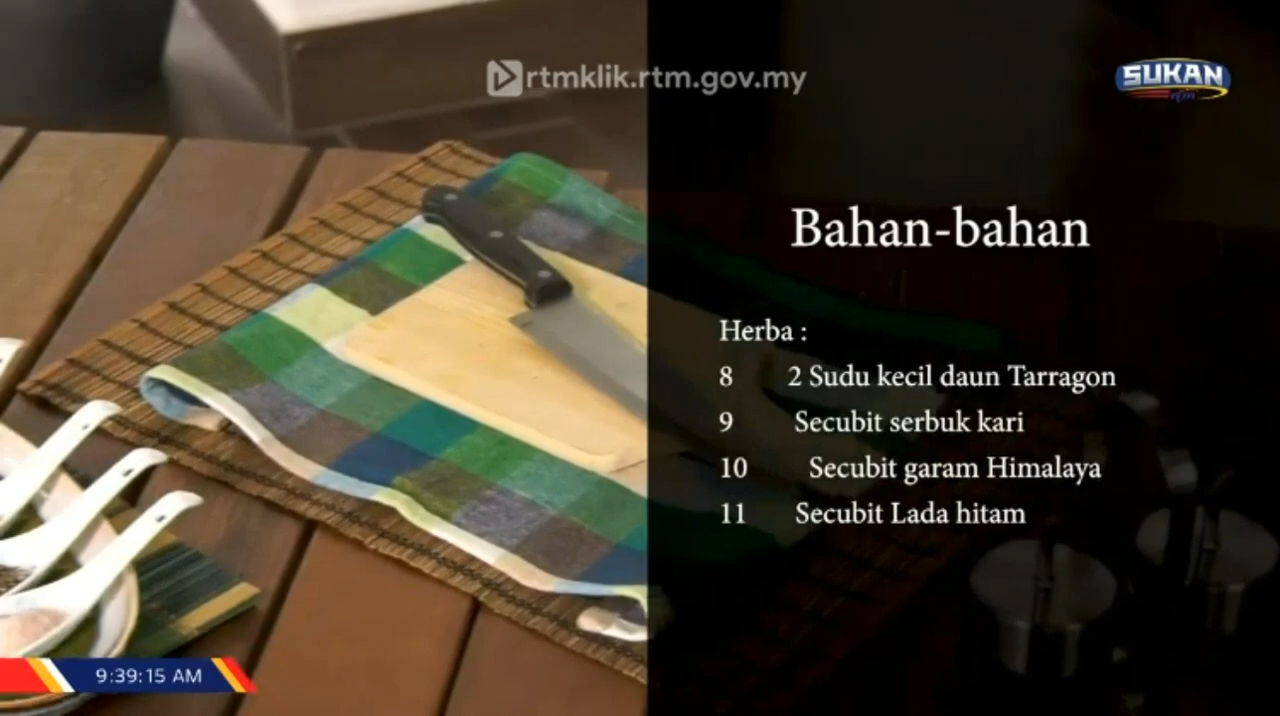 rtmklik.rtm.gov.my
SUKAN
rtm
Bahan-bahan
Herba :
8 2 Sudu kecil daun Tarragon
9 Secubit serbuk kari
10 Secubit garam Himalaya
11 Secubit Lada hitam
9:39:15 AM